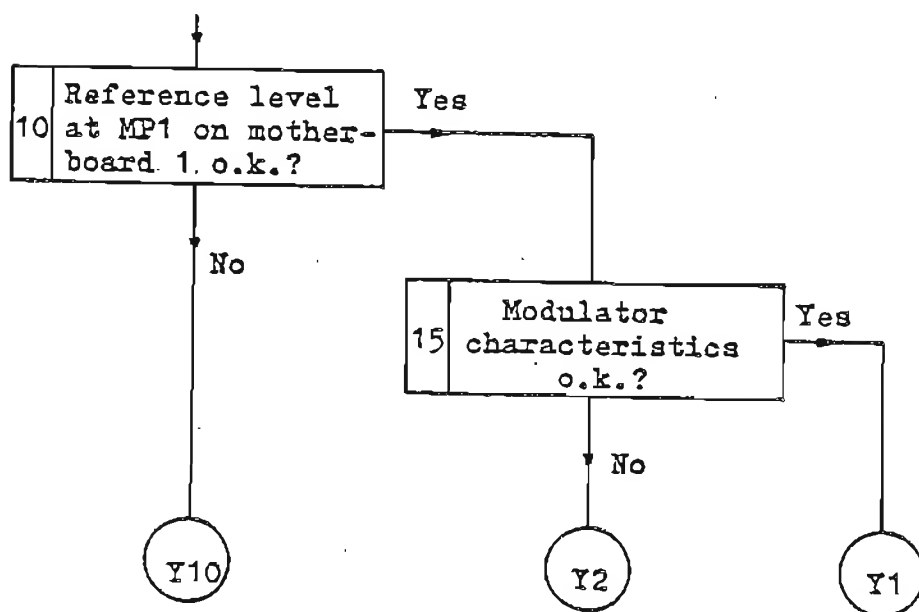 10
Reference level
at MP1 on mother-
board 1. o.k.?
Yes
No
15
Modulator
characteristics
o.k.?
Yes
No
Y10
Y2
Y1